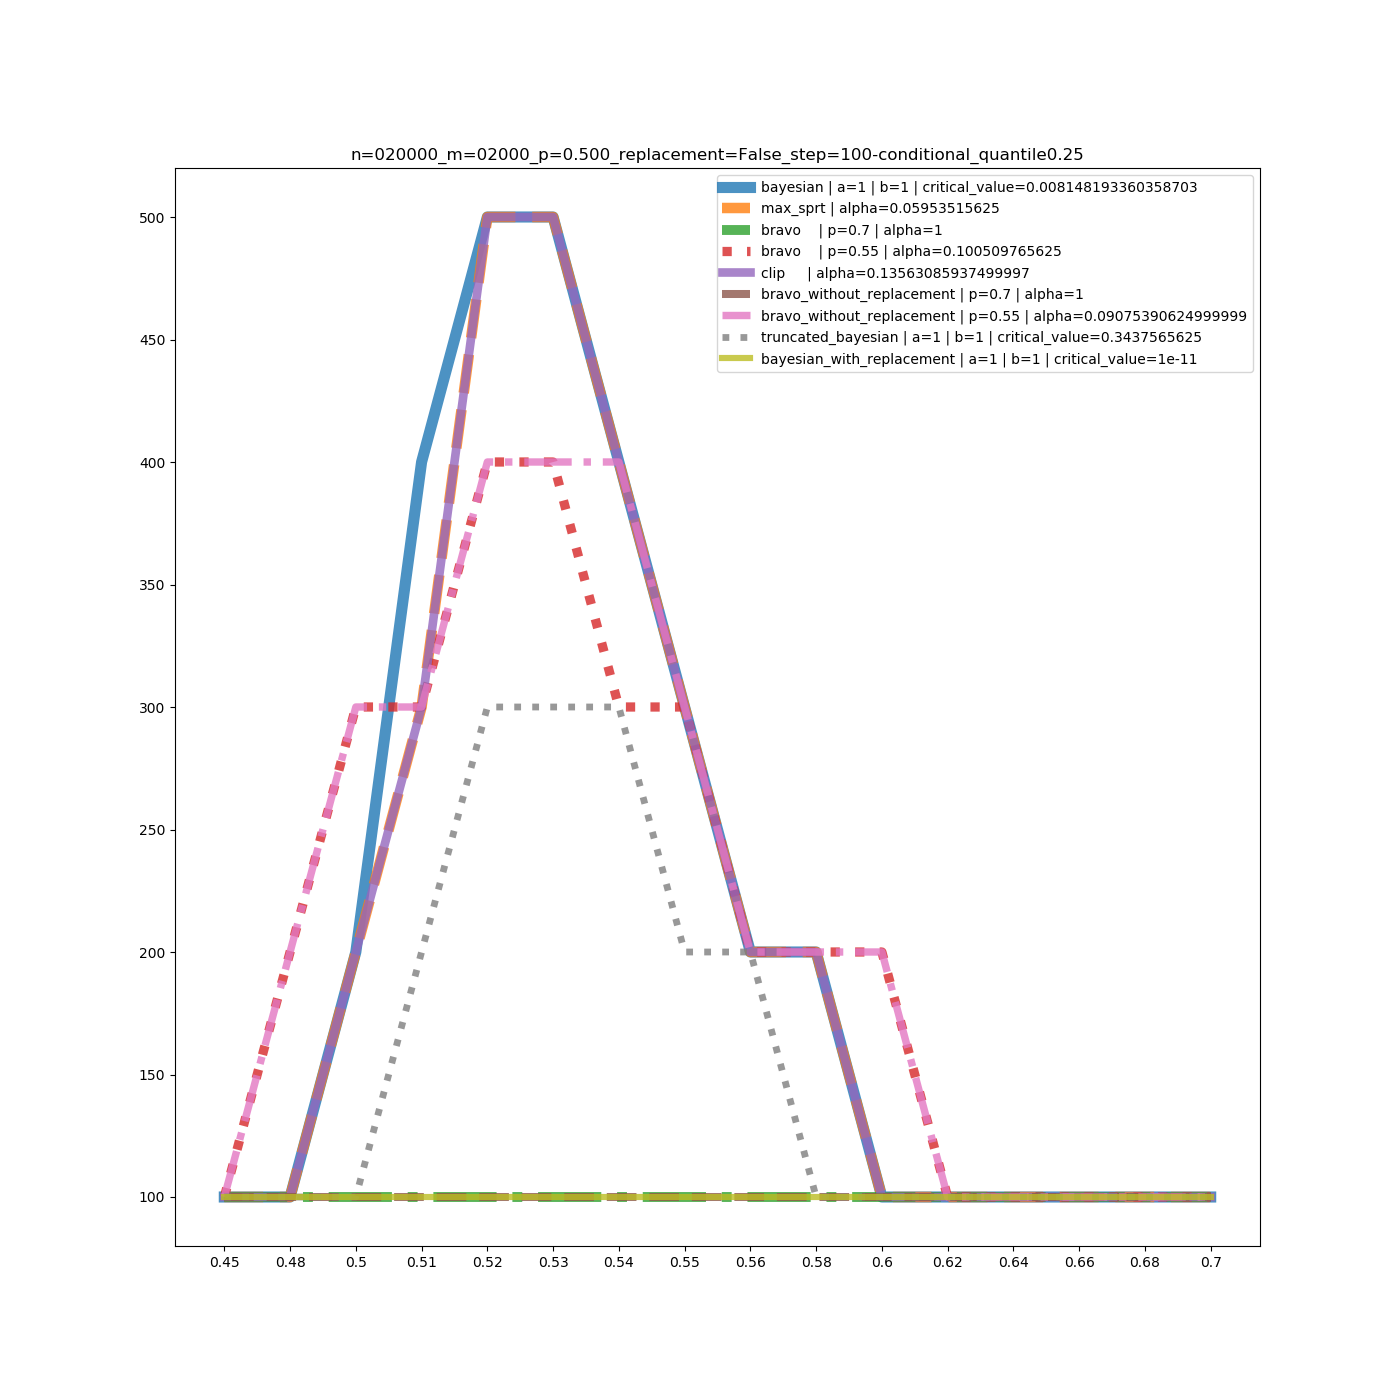 n=020000_m=02000_p=0.500_replacement=False_step=100-conditional_quantile0.25
bayesian | a=1 | b=1 | critical_value=0.008148193360358703
max_sprt | alpha=0.05953515625
bravo | p=0.7 | alpha=1
bravo | p=0.55 | alpha=0.100509765625
clip | alpha=0.13563085937499997
bravo_without_replacement | p=0.7 | alpha=1
bravo_without_replacement | p=0.55 | alpha=0.09075390624999999
truncated_bayesian | a=1 | b=1 | critical_value=0.3437565625
bayesian_with_replacement | a=1 | b=1 | critical_value=1e-11
500
450
400
350
300
250
200
150
100
0.45 0.48 0.5 0.51 0.52 0.53 0.54 0.55 0.56 0.58 0.6 0.62 0.64 0.66 0.68 0.7